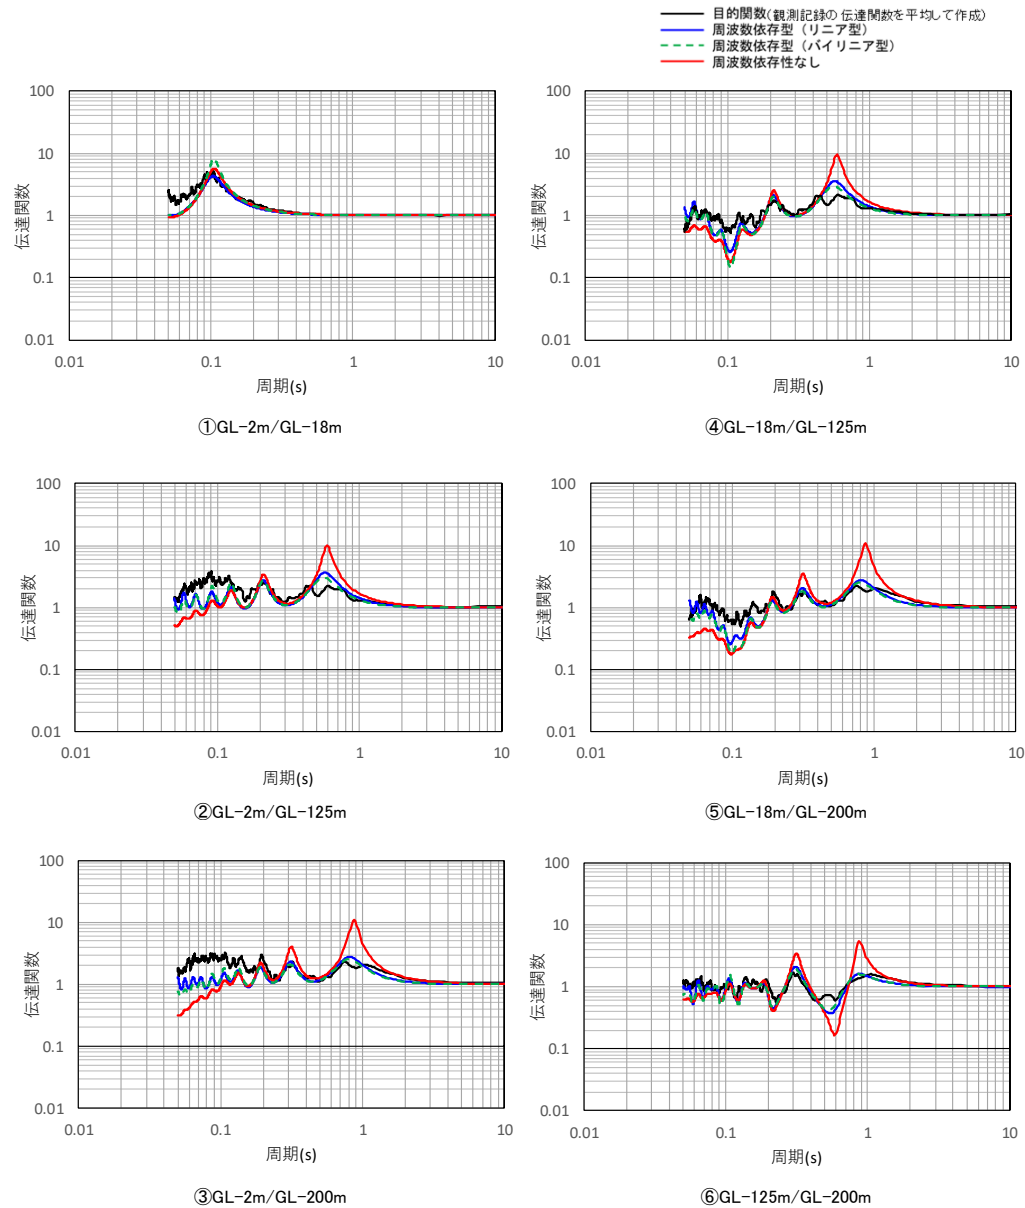 目的関数(観測記録の伝達関数を平均して作成)
周波数依存型（リニア型）
周波数依存型（バイリニア型）
周波数依存性なし
100
10
1
0.1
0.01
伝達関数
0.01
0.1
1
10
周期(s)
①GL-2m/GL-18m
100
10
1
0.1
0.01
伝達関数
0.01
0.1
1
10
周期(s)
④GL-18m/GL-125m
100
10
1
0.1
0.01
伝達関数
0.01
0.1
1
10
周期(s)
②GL-2m/GL-125m
100
10
1
0.1
0.01
伝達関数
0.01
0.1
1
10
周期(s)
⑤GL-18m/GL-200m
100
10
1
0.1
0.01
伝達関数
0.01
0.1
1
10
周期(s)
③GL-2m/GL-200m
100
10
1
0.1
0.01
伝達関数
0.01
0.1
1
10
周期(s)
⑥GL-125m/GL-200m